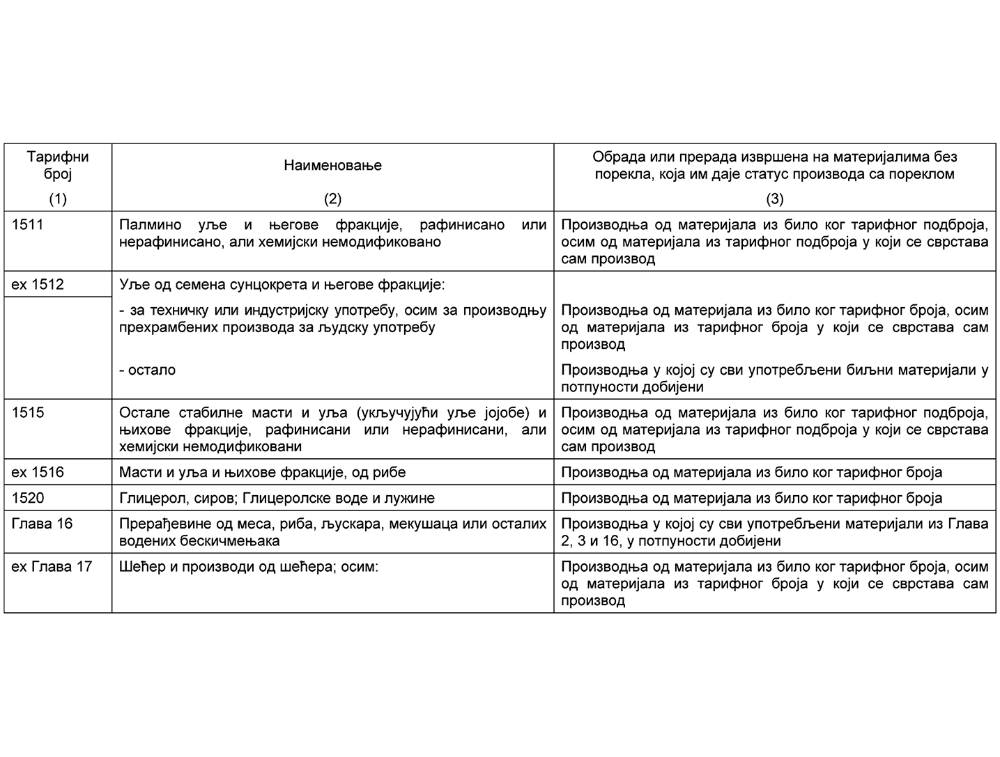 Тарифни
број
(1)
Наименовање
(2)
Обрада или прерада извршена на материјалима без
порекла, која им даје статус производа са пореклом
(3)
1511
Палмино уље и његове фракције, рафинисано или
нерафинисано, али хемијски немодификовано
Производња од материјала из било ког тарифног подброја,
осим од материјала из тарифног подброја у који се сврстава
сам производ
ex 1512
Уље од семена сунцокрета и његове фракције:
- за техничку или индустријску употребу, осим за производњу
прехрамбених производа за људску употребу
Производња од материјала из било ког тарифног броја, осим
од материјала из тарифног броја у који се сврстава сам
производ
- остало
Производња у којој су сви употребљени биљни материјали у
потпуности добијени
1515
Остале стабилне масти и уља (укључујући уље јојобе) и
њихове фракције, рафинисани или нерафинисани, али
хемијски немодификовани
Производња од материјала из било ког тарифног подброја,
осим од материјала из тарифног подброја у који се сврстава
сам производ
ex 1516
Масти и уља и њихове фракције, од рибе
Производња од материјала из било ког тарифног броја
1520
Глицерол, сиров; Глицеролске воде и лужине
Производња од материјала из било ког тарифног броја
Глава 16
Прерађевине од меса, риба, љускара, мекушаца или осталих
водених бескичмењака
Производња у којој су сви употребљени материјали из Глава
2, 3 и 16, у потпуности добијени
ex Глава 17
Шећер и производи од шећера; осим:
Производња од материјала из било ког тарифног броја, осим
од материјала из тарифног броја у који се сврстава сам
производ